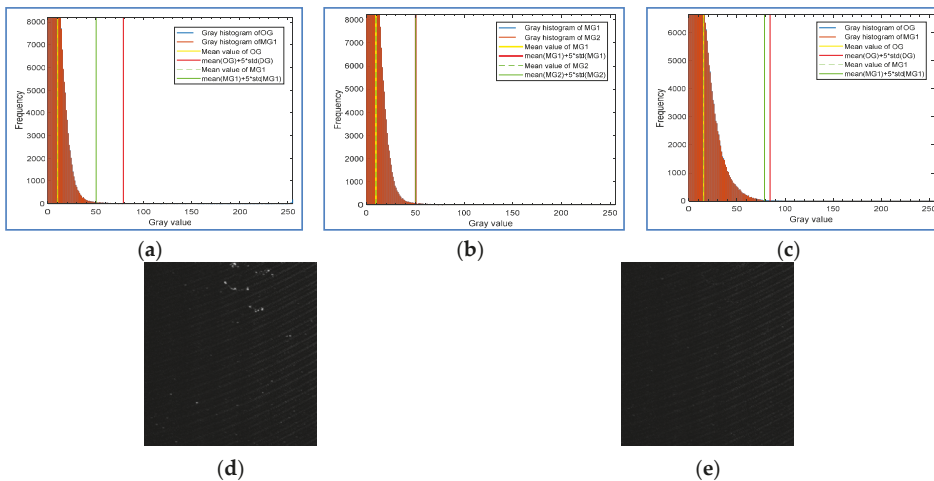 8000
7000
6000
5000
4000
3000
2000
1000
0
Frequency
Gray histogram of OG
Gray histogram of MG1
Mean value of OG
mean(OG)+5*std(OG)
Mean value of MG1
mean(MG1)+5*std(MG1)
0 50 100 150 200 250
Gray value
(a)
8000
7000
6000
5000
4000
3000
2000
1000
0
Frequency
Gray histogram of MG1
Gray histogram of MG2
Mean value of MG1
mean(MG1)+5*std(MG1)
Mean value of MG2
mean(MG2)+5*std(MG2)
0 50 100 150 200 250
Gray value
(b)
6000
5000
4000
3000
2000
1000
0
Frequency
Gray histogram of OG
Gray histogram of MG1
Mean value of OG
mean(OG)+5*std(OG)
Mean value of MG1
mean(MG1)+5*std(MG1)
0 50 100 150 200 250
Gray value
(c)
(d)
(e)